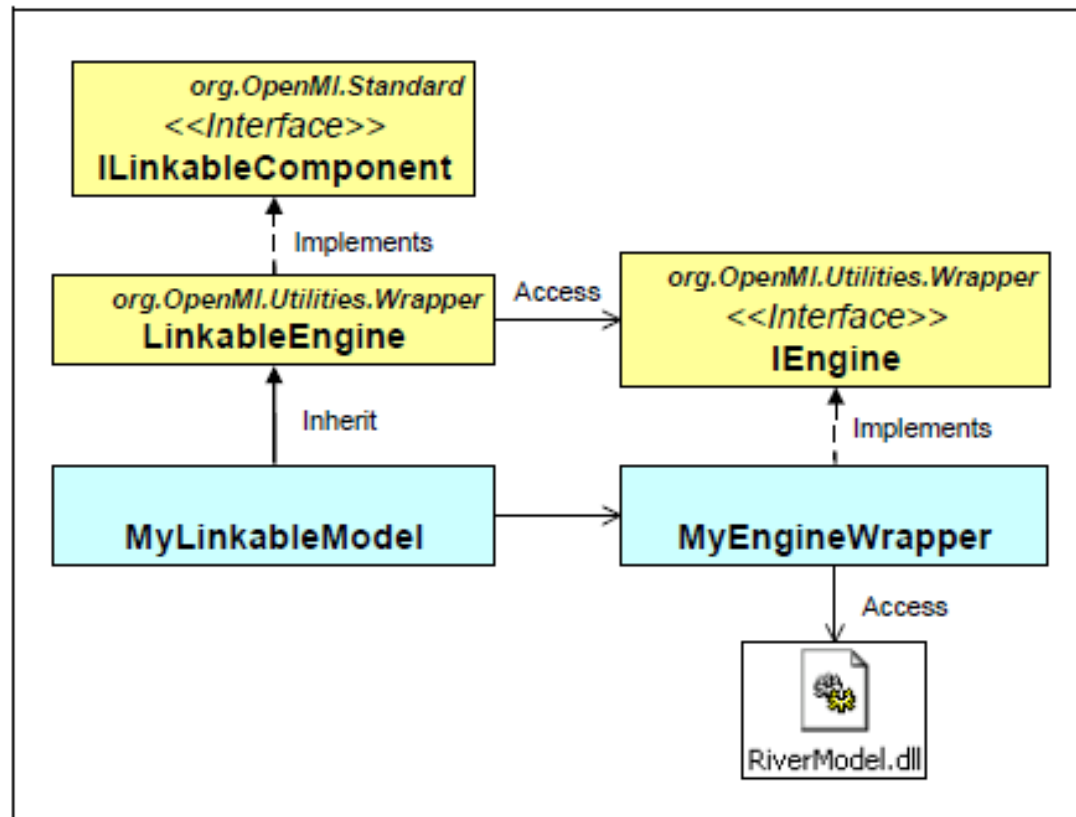 org.OpenMI.Standard
<<Interface>>
ILinkableComponent
Implements
org.OpenMI.Utilities.Wrapper
LinkableEngine
Access
org.OpenMI.Utilities.Wrapper
<<Interface>>
IEngine
Inherit
Implements
MyLinkableModel
MyEngineWrapper
Access
RiverModel.dll